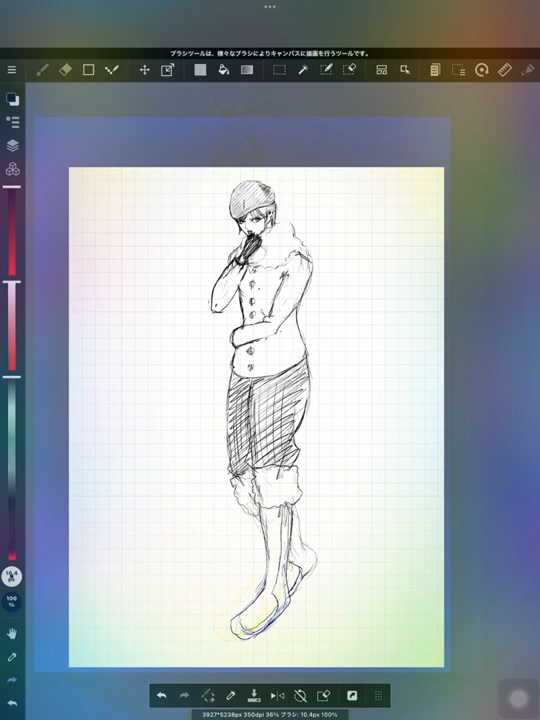 ブラシツールは、様々なブラシによりキャンバスに描画を行うツールです。
10.4
px
100
%
3927*5238px 350dpi 36% ブラシ: 10.4px 100%